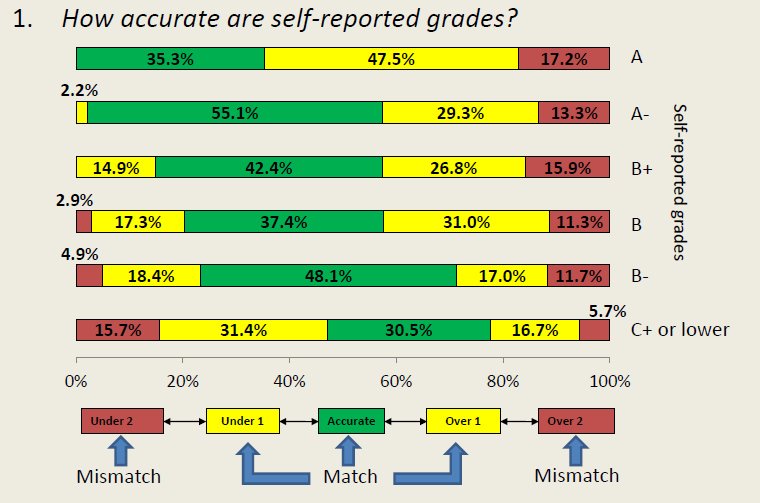 1. How accurate are self-reported grades?
35.3% 47.5% 17.2% A
2.2%
55.1% 29.3% 13.3% A-
14.9% 42.4% 26.8% 15.9% B+
2.9%
17.3% 37.4% 31.0% 11.3% B
4.9%
18.4% 48.1% 17.0% 11.7% B-
5.7%
15.7% 31.4% 30.5% 16.7% C+ or lower
Self-reported grades
0% 20% 40% 60% 80% 100%
Under 2 Under 1 Accurate Over 1 Over 2
Mismatch Match Mismatch